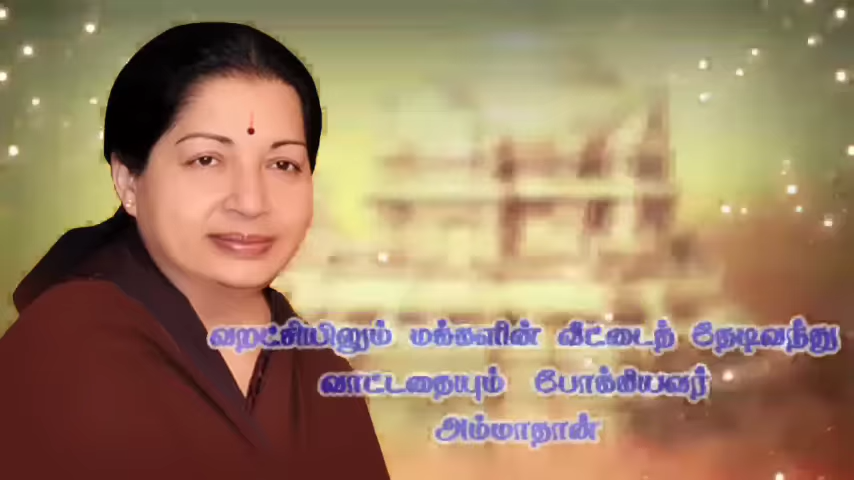 வறட்சியிலும் மக்களின் வீட்டைத் தேடிவந்து
வாட்டத்தையும் போக்கியவர்
அம்மாதான்